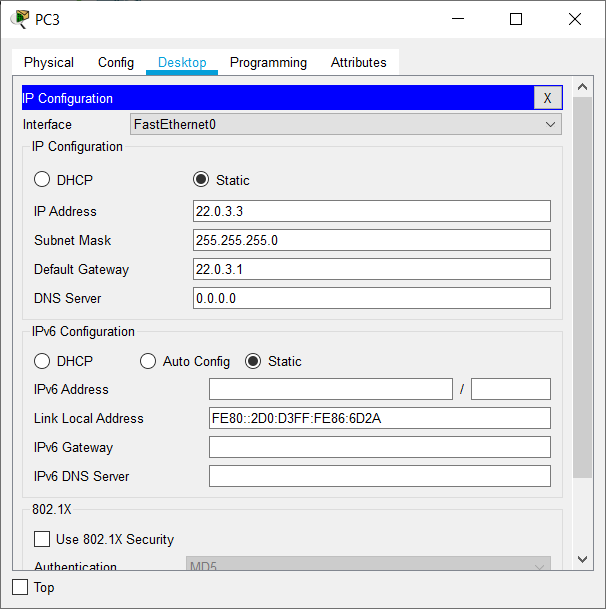 PC3
Physical Config Desktop Programming Attributes
IP Configuration X
Interface FastEthernet0
IP Configuration
DHCP Static
IP Address 22.0.3.3
Subnet Mask 255.255.255.0
Default Gateway 22.0.3.1
DNS Server 0.0.0.0
IPv6 Configuration
DHCP Auto Config Static
IPv6 Address /
Link Local Address FE80::2D0:D3FF:FE86:6D2A
IPv6 Gateway
IPv6 DNS Server
802.1X
Use 802.1X Security
Authentication MD5
Top